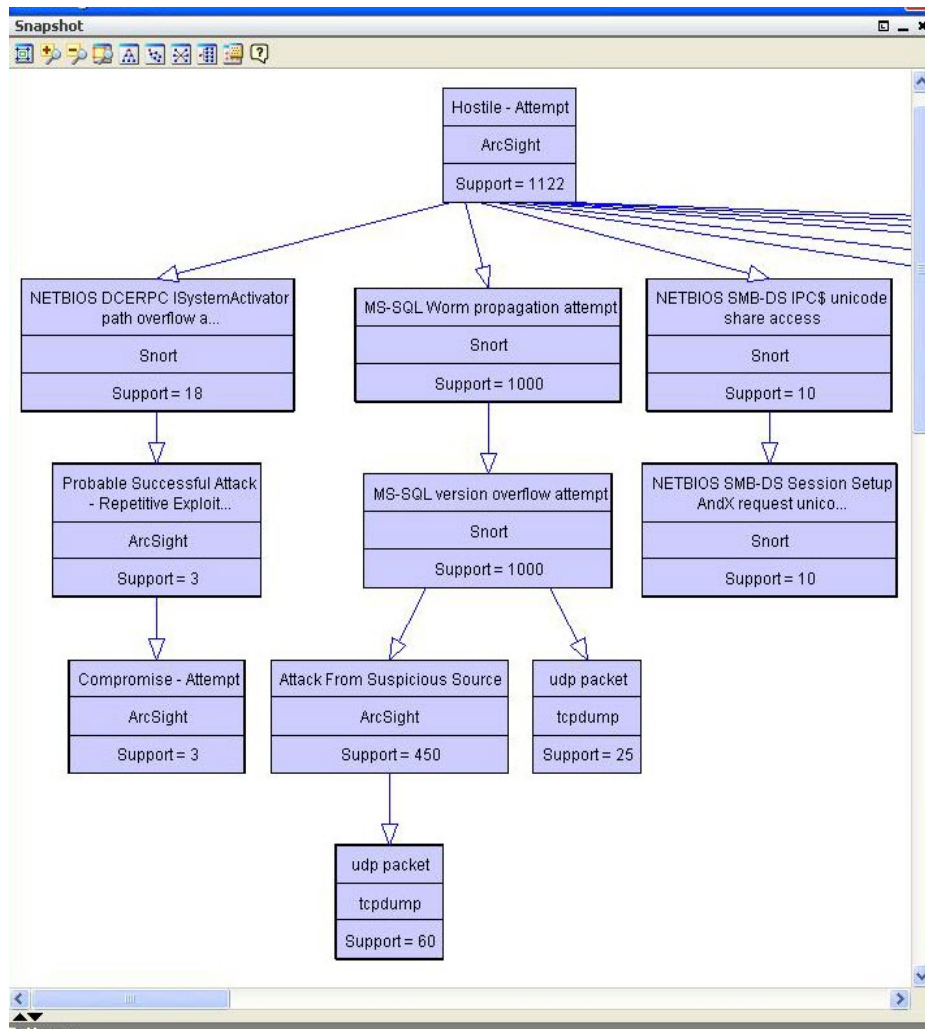 Snapshot
Hostile - Attempt
ArcSight
Support = 1122
NETBIOS DCERPC ISystemActivator
path overflow a...
Snort
Support = 18
MS-SQL Worm propagation attempt
Snort
Support = 1000
NETBIOS SMB-DS IPC$ unicode
share access
Snort
Support = 10
Probable Successful Attack
- Repetitive Exploit...
ArcSight
Support = 3
MS-SQL version overflow attempt
Snort
Support = 1000
NETBIOS SMB-DS Session Setup
AndX request unico...
Snort
Support = 10
Compromise - Attempt
ArcSight
Support = 3
Attack From Suspicious Source
ArcSight
Support = 450
udp packet
tcpdump
Support = 25
udp packet
tcpdump
Support = 60